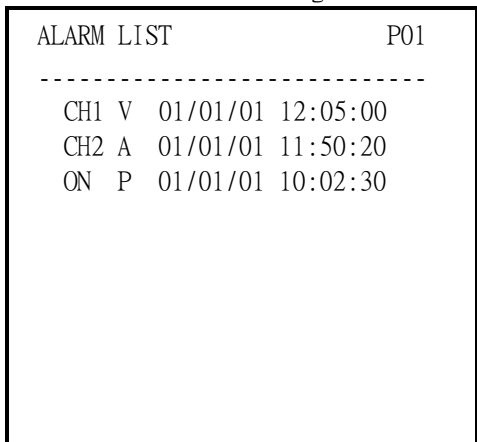 ALARM LIST P01
-----------------------------
CH1 V 01/01/01 12:05:00
CH2 A 01/01/01 11:50:20
ON P 01/01/01 10:02:30